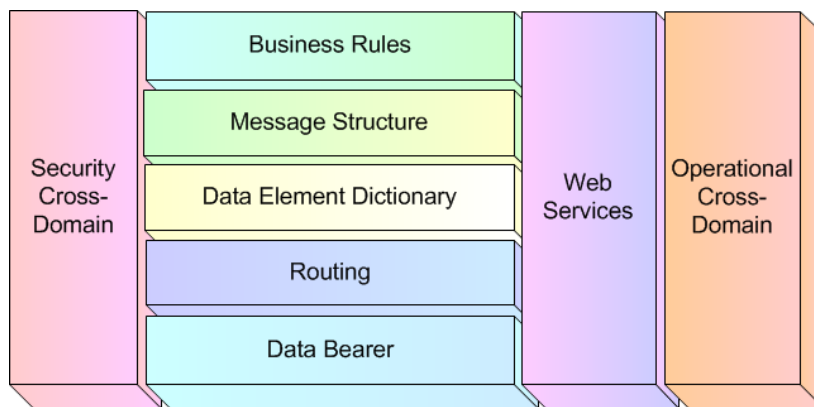 Security
Cross-
Domain
Business Rules
Message Structure
Data Element Dictionary
Routing
Data Bearer
Web
Services
Operational
Cross-
Domain